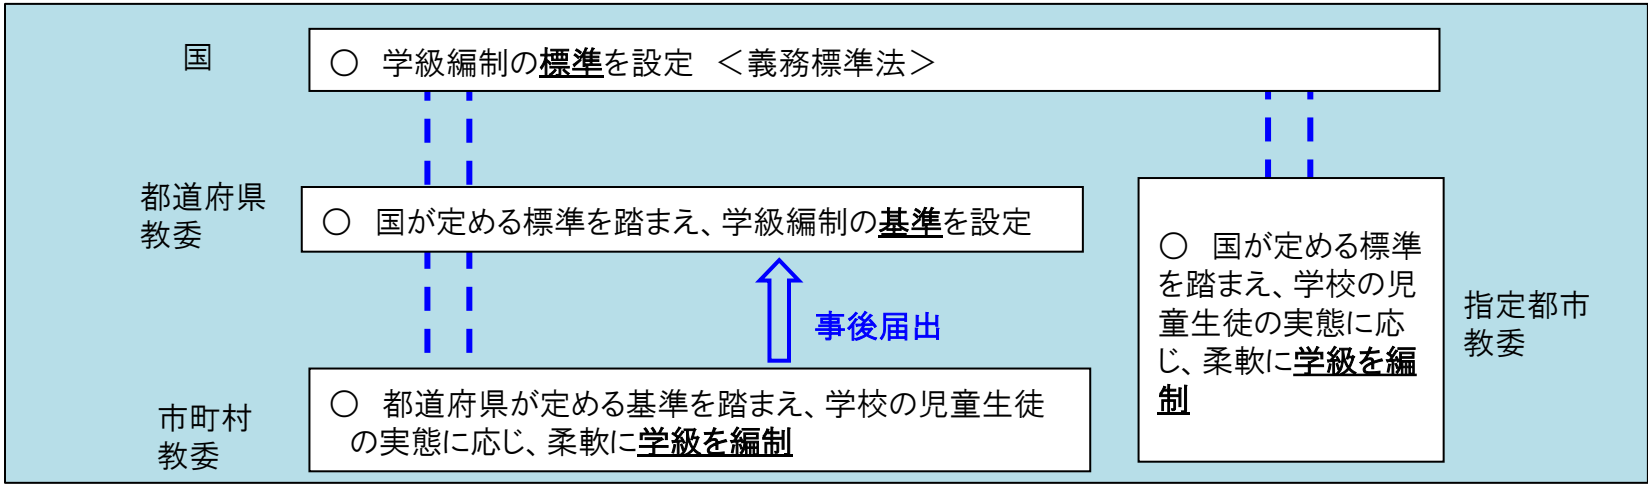 国
○　学級編制の標準を設定　＜義務標準法＞
都道府県
教委
○　国が定める標準を踏まえ、学級編制の基準を設定
事後届出
市町村
教委
○　都道府県が定める基準を踏まえ、学校の児童生徒
の実態に応じ、柔軟に学級を編制
○　国が定める標準
を踏まえ、学校の児
童生徒の実態に応
じ、柔軟に学級を編
制
指定都市
教委